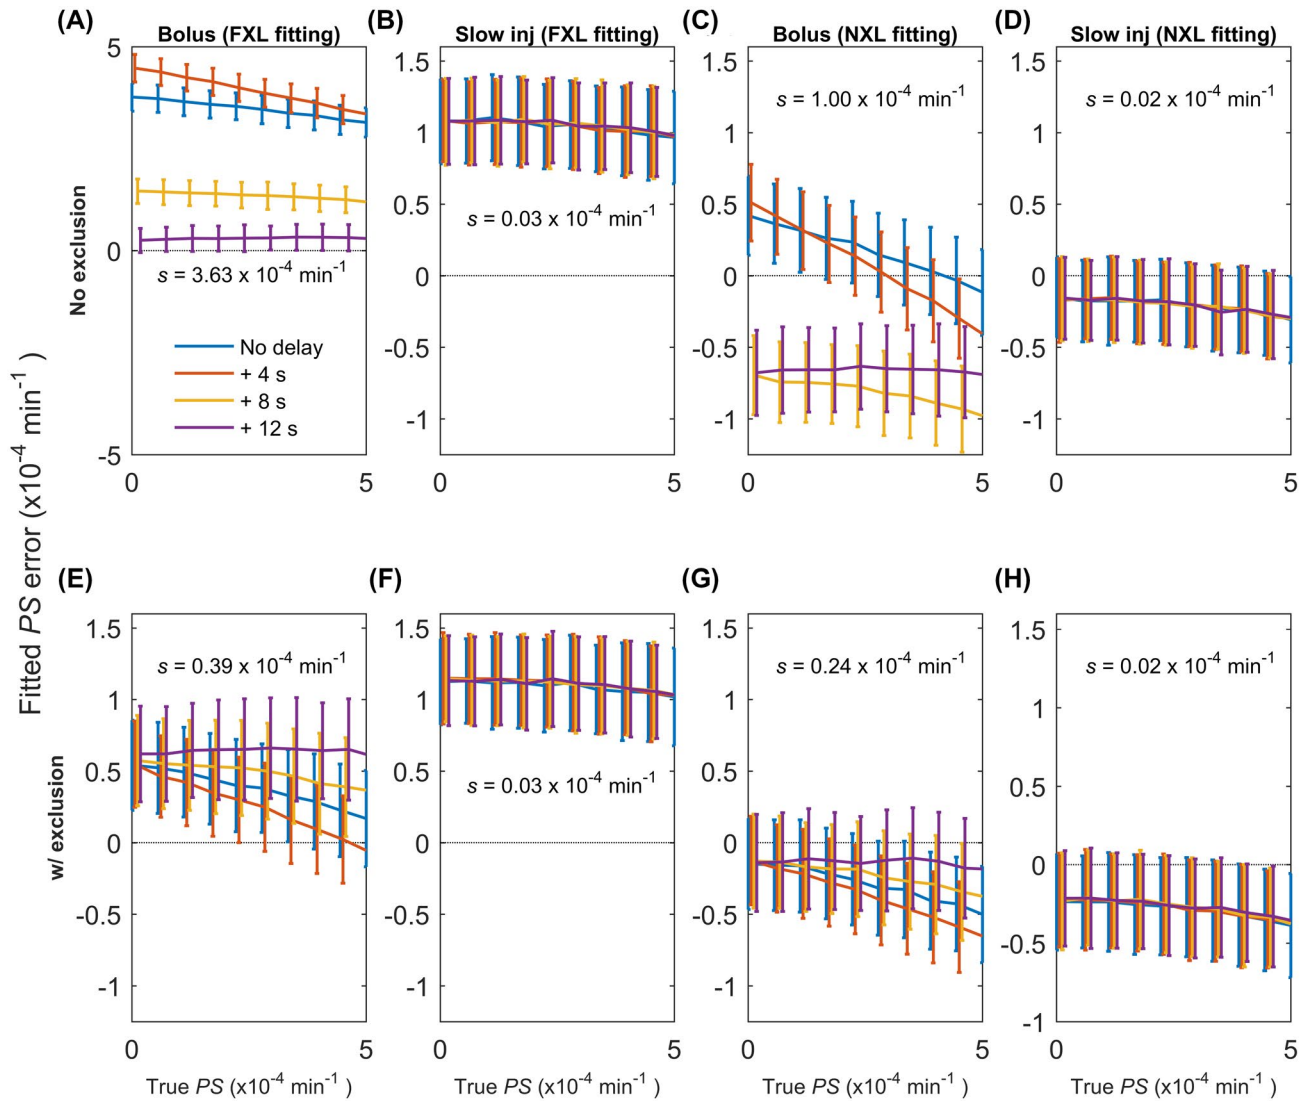 (A) (B) (C) (D)
Bolus (FXL fitting) Slow inj (FXL fitting) Bolus (NXL fitting) Slow inj (NXL fitting)
5
0
-5
0 5
s = 3.63 x 10-4 min-1
No delay
+ 4 s
+ 8 s
+ 12 s
1.5
1
0.5
0
-0.5
-1
0 5
s = 0.03 x 10-4 min-1
1.5
1
0.5
0
-0.5
-1
0 5
s = 1.00 x 10-4 min-1
1.5
1
0.5
0
-0.5
-1
0 5
s = 0.02 x 10-4 min-1
No exclusion
Fitted PS error (x10-4 min-1 )
w/ exclusion
(E) (F) (G) (H)
1.5
1
0.5
0
-0.5
-1
0 5
s = 0.39 x 10-4 min-1
True PS (x10-4 min-1 )
1.5
1
0.5
0
-0.5
-1
0 5
s = 0.03 x 10-4 min-1
True PS (x10-4 min-1 )
1.5
1
0.5
0
-0.5
-1
0 5
s = 0.24 x 10-4 min-1
True PS (x10-4 min-1 )
1.5
1
0.5
0
-0.5
-1
0 5
s = 0.02 x 10-4 min-1
True PS (x10-4 min-1 )